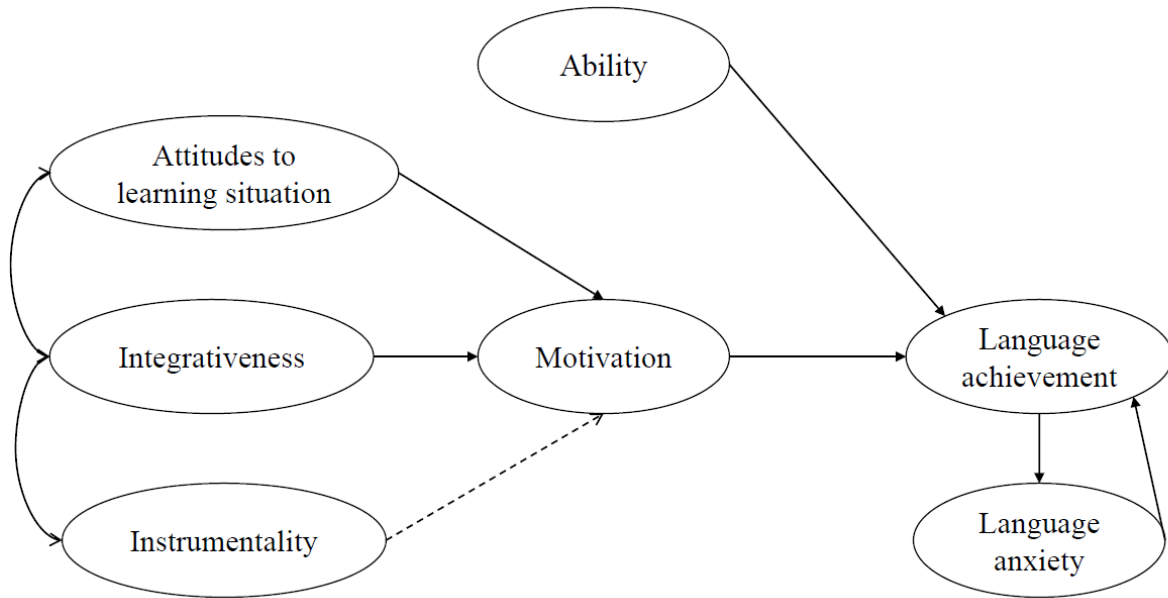 Ability
Attitudes to
learning situation
Integrativeness
Motivation
Language
achievement
Instrumentality
Language
anxiety